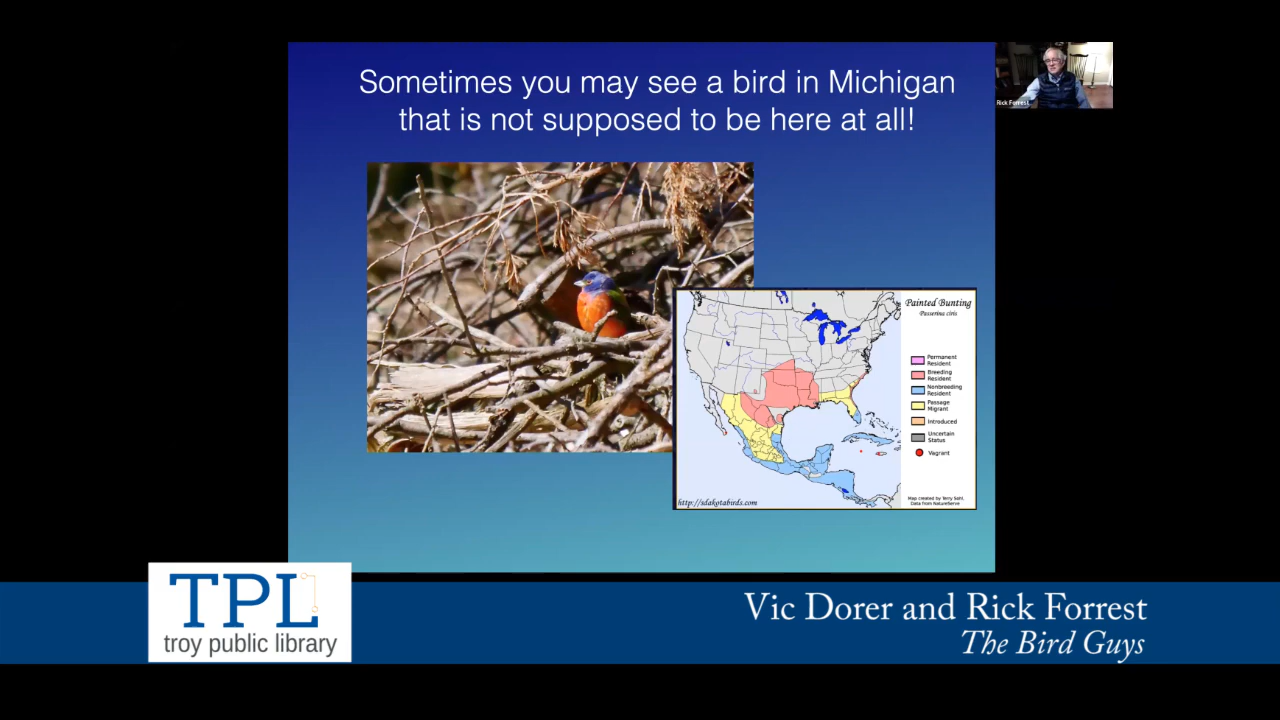 Sometimes you may see a bird in Michigan
that is not supposed to be here at all!
Rick Forrest
Painted Bunting
Passerina ciris
Permanent
Resident
Breeding
Resident
Nonbreeding
Resident
Passage
Migrant
Introduced
Uncertain
Status
Vagrant
http://sdakotabirds.com
Map created by Terry Sohl.
Data from NatureServe
TPL
troy public library
Vic Dorer and Rick Forrest
The Bird Guys